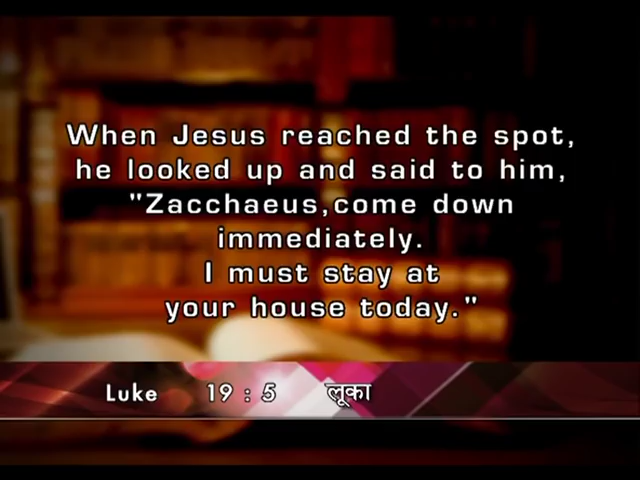 When Jesus reached the spot,
he looked up and said to him,
"Zacchaeus,come down
immediately.
I must stay at
your house today."
Luke 19 : 5 लूका